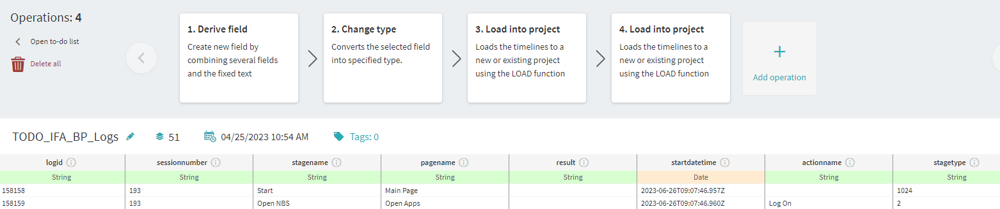 Operations: 4
Open to-do list
Delete all
1. Derive field
Create new field by
combining several fields
and the fixed text
2. Change type
Converts the selected field
into specified type.
3. Load into project
Loads the timelines to a
new or existing project
using the LOAD function
4. Load into project
Loads the timelines to a
new or existing project
using the LOAD function
Add operation
TODO_IFA_BP_Logs 51 04/25/2023 10:54 AM Tags: 0
logid sessionnumber stagename pagename result startdatetime actionname stagetype
String String String String String Date String String
158158 193 Start Main Page 2023-06-26T09:07:46.957Z 1024
158159 193 Open NBS Open Apps 2023-06-26T09:07:46.960Z Log On 2